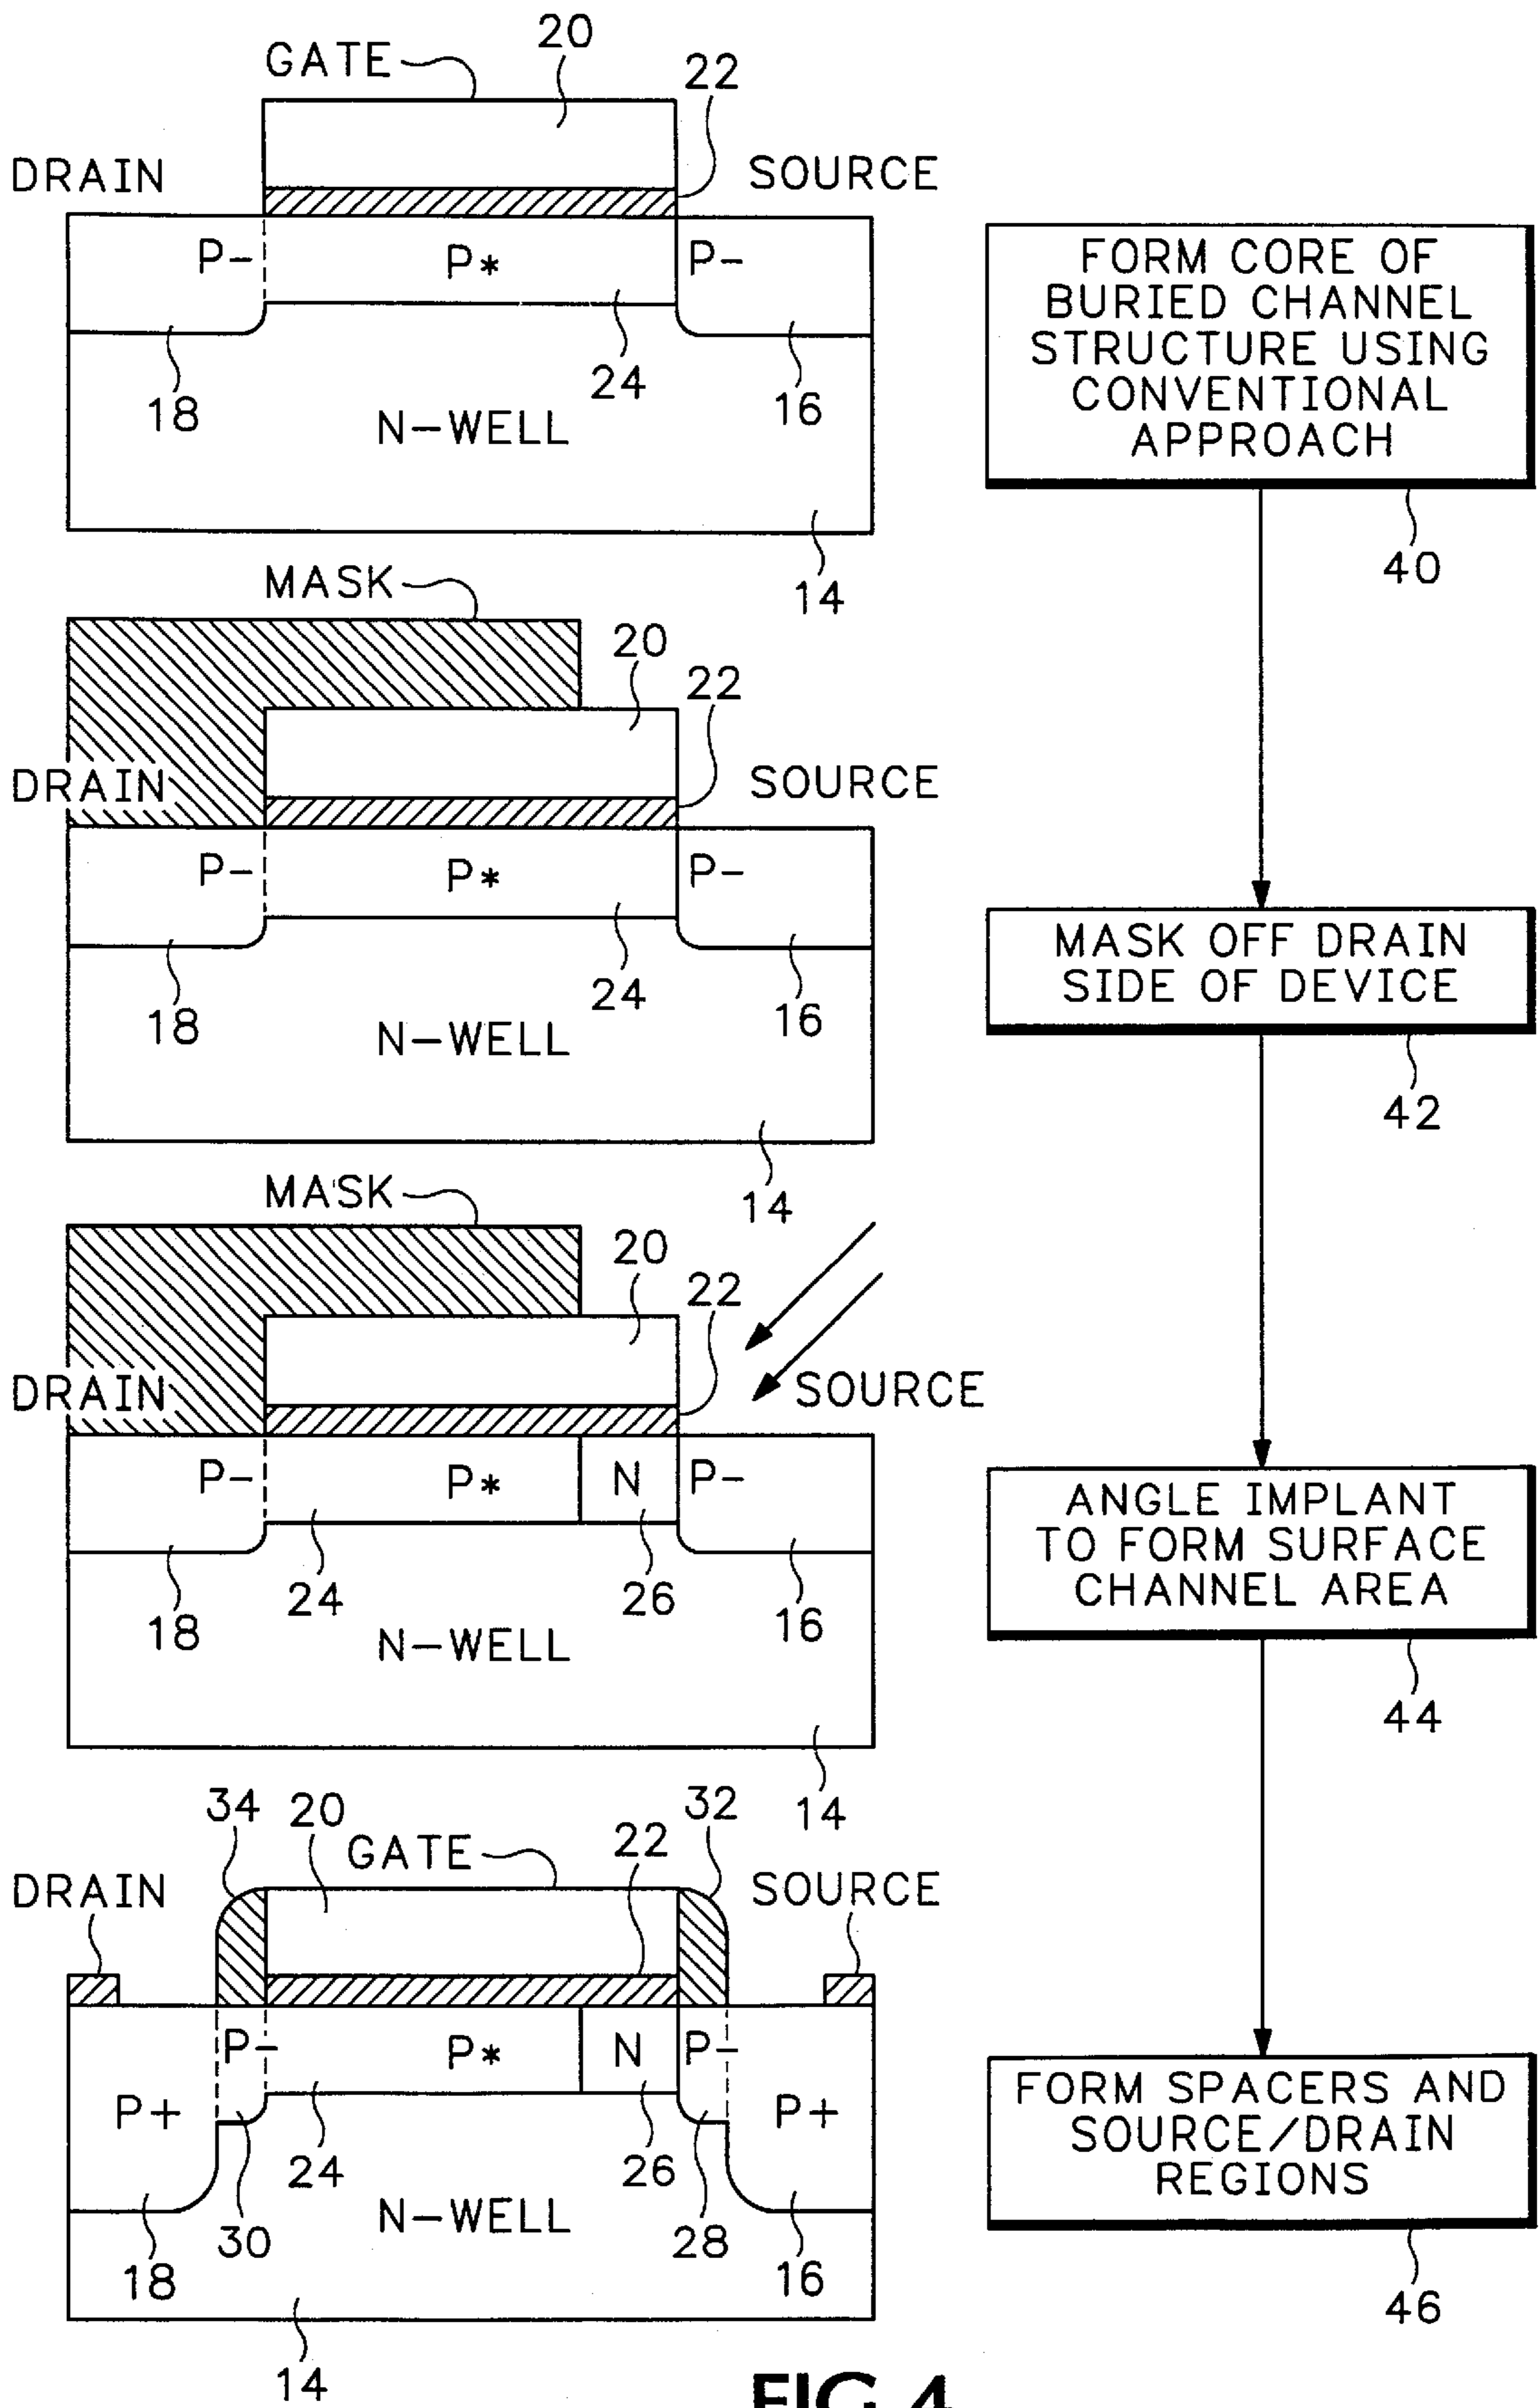 20
GATE
22
DRAIN
SOURCE
P-
P*
P-
18
24
16
N-WELL
14
FORM CORE OF
BURIED CHANNEL
STRUCTURE USING
CONVENTIONAL
APPROACH
40
MASK
20
22
DRAIN
SOURCE
P-
P*
P-
18
24
16
N-WELL
14
MASK OFF DRAIN
SIDE OF DEVICE
42
MASK
20
22
DRAIN
SOURCE
P-
P*
N
P-
18
24
26
16
N-WELL
14
ANGLE IMPLANT
TO FORM SURFACE
CHANNEL AREA
44
34
20
32
GATE
22
DRAIN
SOURCE
P-
P*
N
P-
P+
P+
24
26
18
30
N-WELL
28
16
14
FORM SPACERS AND
SOURCE/DRAIN
REGIONS
46
FIG.4